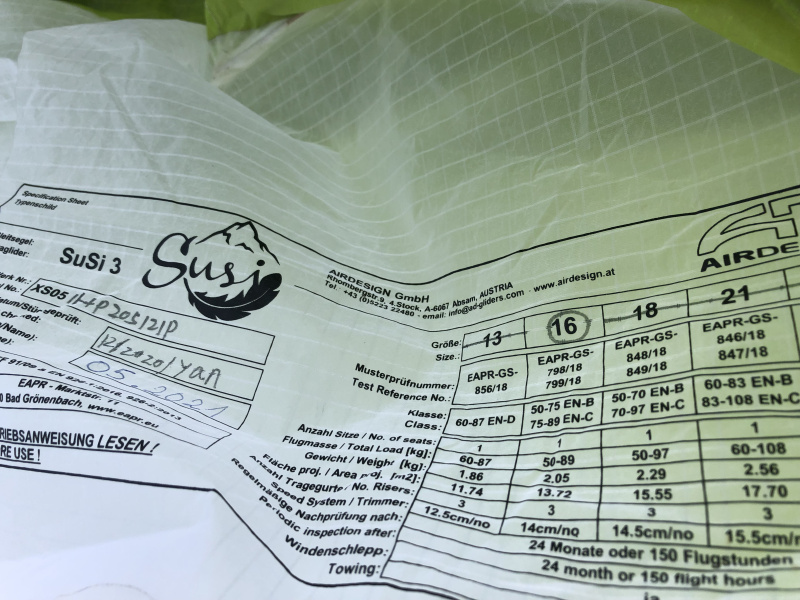 Specification Sheet
Typenschild
SuSi 3
Susi
AIRDESIGN GmbH
Rhombergstr.9, 4.Stock, A-6067 Absam, AUSTRIA
Tel. +43 (0)5223 22480 - email: info@ad-gliders.com - www.airdesign.at
XS05
12/2020/Yan
05.2021
EAPR - Marktstr. 11
Bad Grönenbach, www.eapr.eu
LESEN!
RE USE!
Größe: 13 16 18 21
Size.:
Musterprüfnummer: EAPR-GS-856/18 EAPR-GS-798/18 EAPR-GS-848/18 EAPR-GS-846/18
Test Reference No.: 799/18 849/18 847/18
Klasse: 60-87 EN-D 50-75 EN-B 50-70 EN-B 60-83 EN-B
Class: 75-89 EN-C 70-97 EN-C 83-108 EN-C
Anzahl Sitze / No. of seats: 1 1 1 1
Flugmasse / Total Load [kg]: 60-87 50-89 50-97 60-108
Gewicht / Weight [kg]: 1.86 2.05 2.29 2.56
Fläche proj. / Area proj. [m2]: 11.74 13.72 15.55 17.70
Anzahl Tragegurte / No. Risers: 3 3 3 3
Speed System / Trimmer: 12.5cm/no 14cm/no 14.5cm/no 15.5cm/
Regelmäßige Nachprüfung nach: 24 Monate oder 150 Flugstunden
Periodic inspection after: 24 month or 150 flight hours
Windenschlepp:
Towing: